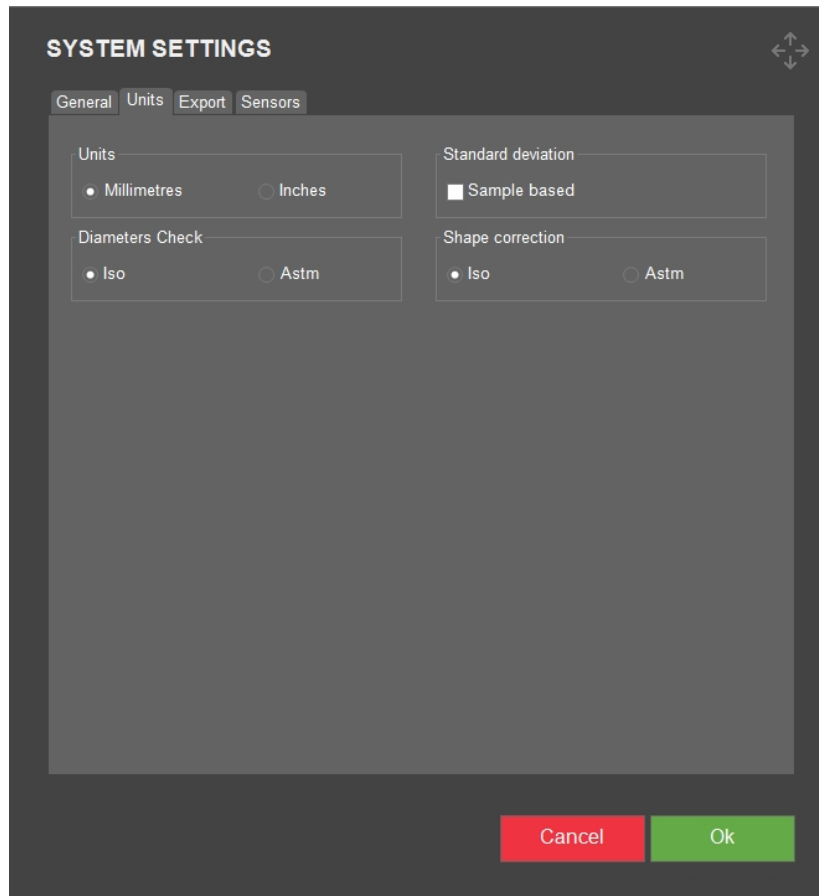 SYSTEM SETTINGS
General Units Export Sensors
Units
Millimetres Inches
Standard deviation
Sample based
Diameters Check
Iso Astm
Shape correction
Iso Astm
Cancel Ok